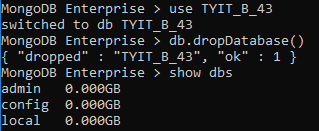 MongoDB Enterprise > use TYIT_B_43
switched to db TYIT_B_43
MongoDB Enterprise > db.dropDatabase()
{ "dropped" : "TYIT_B_43", "ok" : 1 }
MongoDB Enterprise > show dbs
admin   0.000GB
config  0.000GB
local   0.000GB